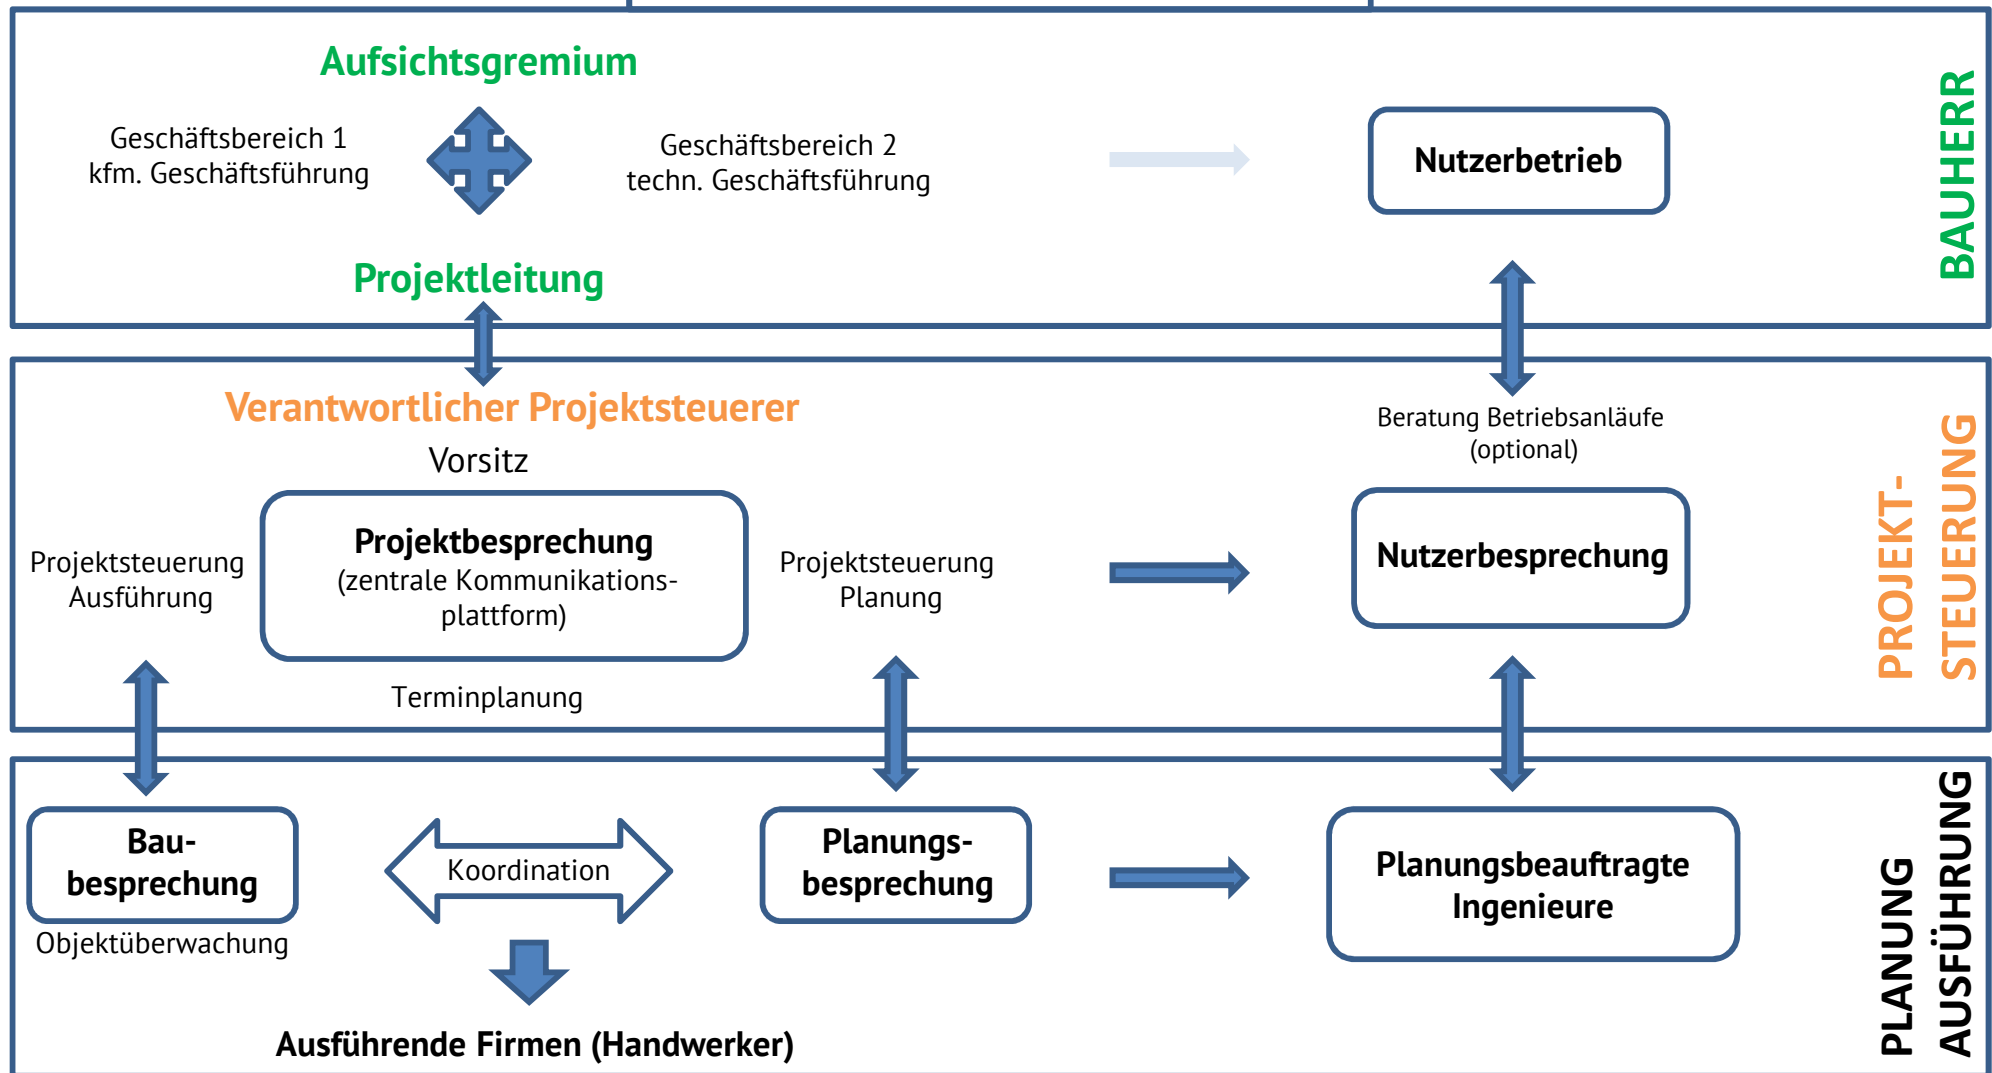 Aufsichtsgremium
Geschäftsbereich 1
kfm. Geschäftsführung
Geschäftsbereich 2
techn. Geschäftsführung
Nutzerbetrieb
Projektleitung
BAUHERR
Verantwortlicher Projektsteuerer
Vorsitz
Projektsteuerung
Ausführung
Projektbesprechung
(zentrale Kommunikations-
plattform)
Projektsteuerung
Planung
Terminplanung
Beratung Betriebsanläufe
(optional)
Nutzerbesprechung
PROJEKT-
STEUERUNG
Bau-
besprechung
Objektüberwachung
Koordination
Planungs-
besprechung
Planungsbeauftragte
Ingenieure
Ausführende Firmen (Handwerker)
PLANUNG
AUSFÜHRUNG